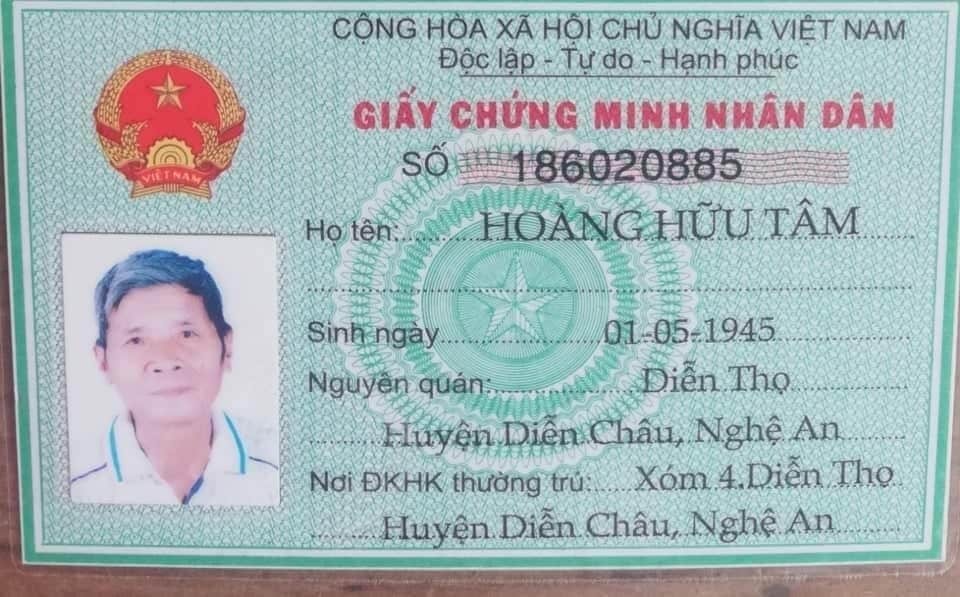 CỘNG HÒA XÃ HỘI CHỦ NGHĨA VIỆT NAM
Độc lập - Tự do - Hạnh phúc
GIẤY CHỨNG MINH NHÂN DÂN
SỐ 186020885
VIỆT NAM
Họ tên: HOÀNG HỮU TÂM
Sinh ngày 01-05-1945
Nguyên quán: Diễn Thọ
Huyện Diễn Châu, Nghệ An
Nơi ĐKHK thường trú: Xóm 4.Diễn Thọ
Huyện Diễn Châu, Nghệ An